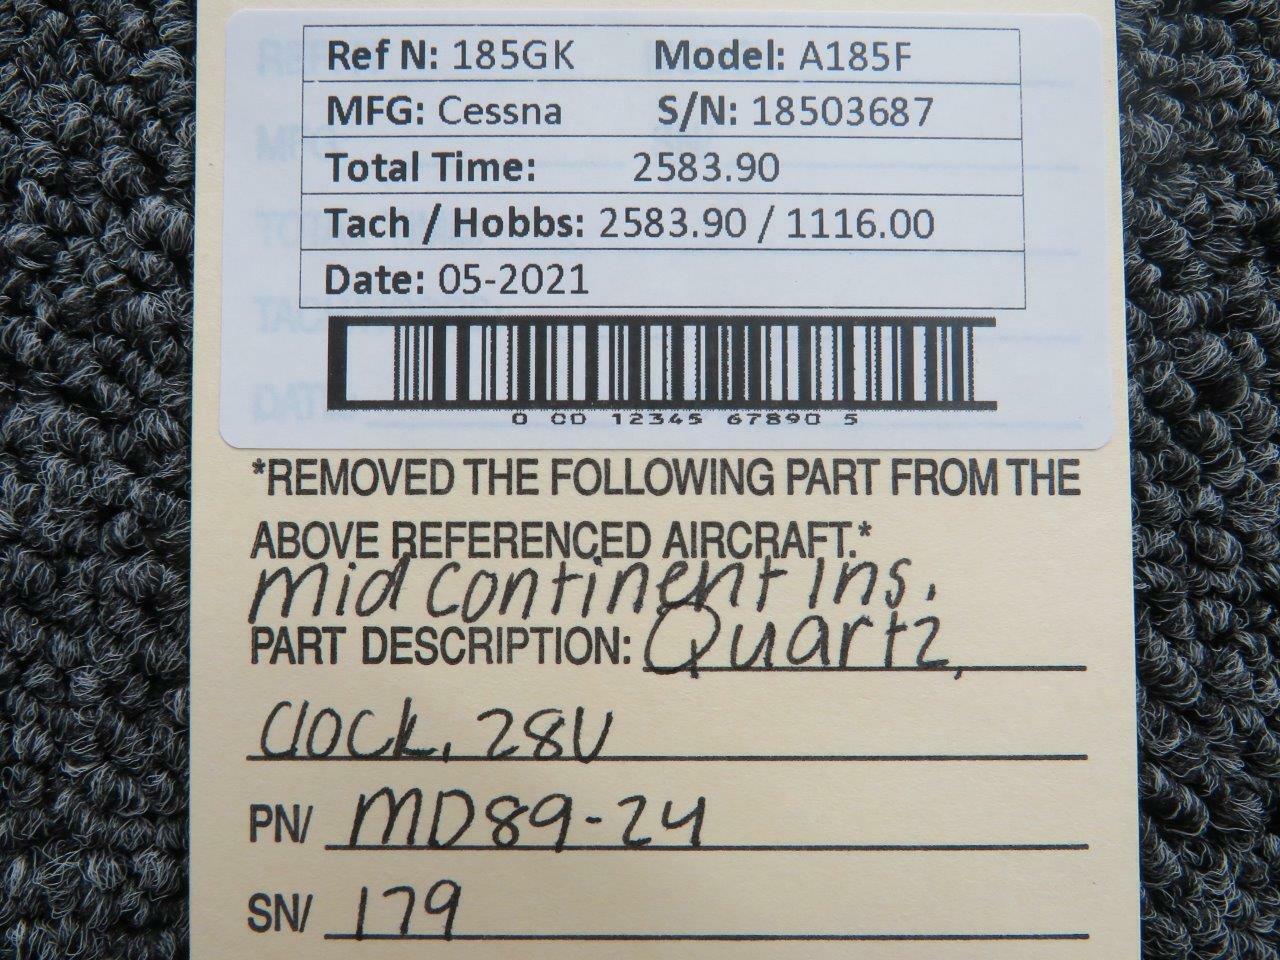 Ref N: 185GK Model: A185F
MFG: Cessna S/N: 18503687
Total Time: 2583.90
Tach / Hobbs: 2583.90 / 1116.00
Date: 05-2021
0 00 12345 67890 5
*REMOVED THE FOLLOWING PART FROM THE
ABOVE REFERENCED AIRCRAFT.*
Mid Continent Ins.
PART DESCRIPTION: Quartz,
Clock, 28V
PN/ MD89-24
SN/ 179